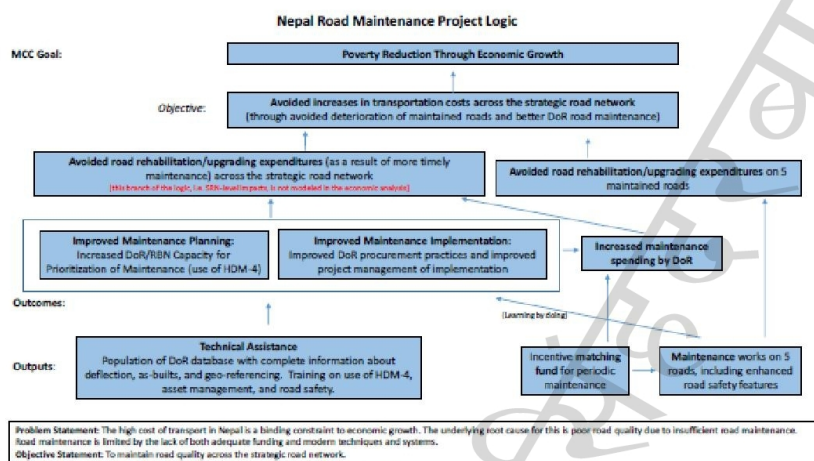 Nepal Road Maintenance Project Logic
MCC Goal:
Poverty Reduction Through Economic Growth
Objective:
Avoided increases in transportation costs across the strategic road network
(through avoided deterioration of maintained roads and better DoR road maintenance)
Avoided road rehabilitation/upgrading expenditures (as a result of more timely
maintenance) across the strategic road network
(this branch of the logic, i.e. SRN-level impacts, is not modeled in the economic analysis)
Avoided road rehabilitation/upgrading expenditures on 5
maintained roads
Improved Maintenance Planning:
Increased DoR/RBN Capacity for
Prioritization of Maintenance (use of HDM-4)
Improved Maintenance Implementation:
Improved DoR procurement practices and improved
project management of implementation
Increased maintenance
spending by DoR
Outcomes:
(Learning by doing)
Outputs:
Technical Assistance
Population of DoR database with complete information about
deflection, as-builts, and geo-referencing. Training on use of HDM-4,
asset management, and road safety.
Incentive matching
fund for periodic
maintenance
Maintenance works on 5
roads, including enhanced
road safety features
Problem Statement: The high cost of transport in Nepal is a binding constraint to economic growth. The underlying root cause for this is poor road quality due to insufficient road maintenance.
Road maintenance is limited by the lack of both adequate funding and modern techniques and systems.
Objective Statement: To maintain road quality across the strategic road network.